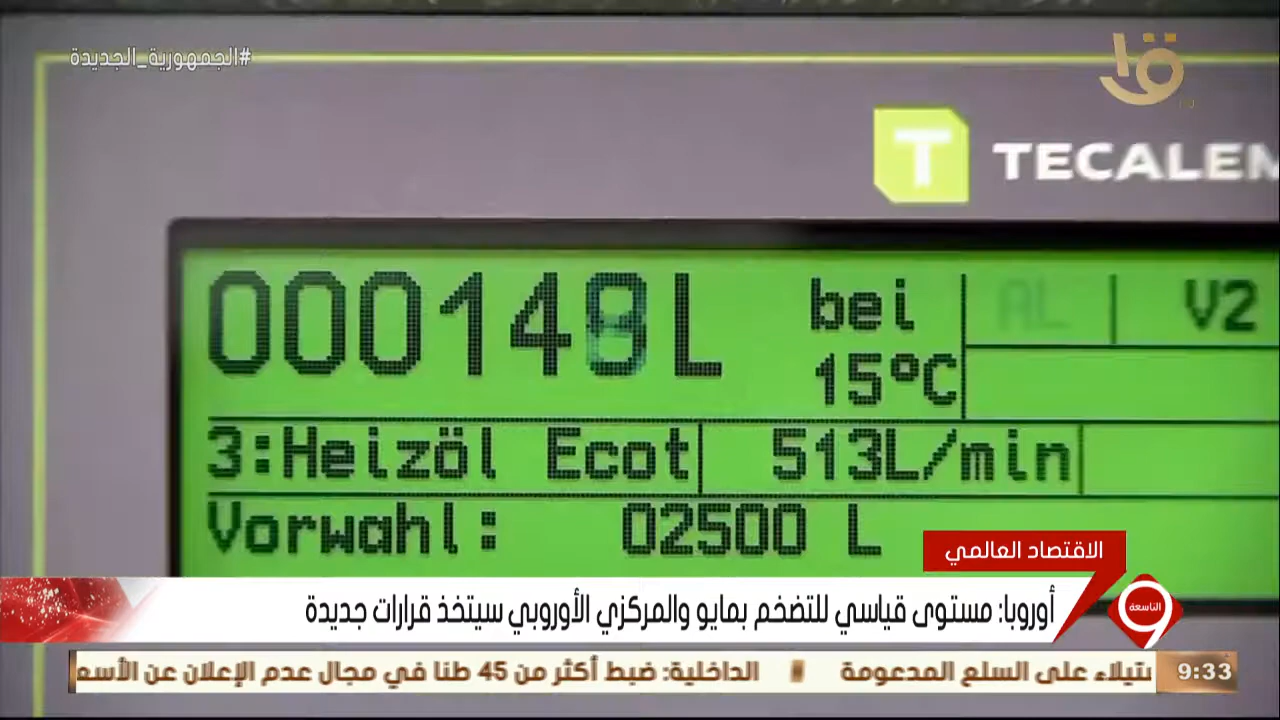 #الجمهورية_الجديدة
T TECALEM
000148L bei 15°C AL V2
3:Heizöl Ecot 513L/min
Vorwahl: 02500 L
الاقتصاد العالمي
أوروبا: مستوى قياسي للتضخم بمايو والمركزي الأوروبي سيتخذ قرارات جديدة
التاسعة
9:33 ستيلاء على السلع المدعومة الداخلية: ضبط أكثر من 45 طنا في مجال عدم الإعلان عن الأسع